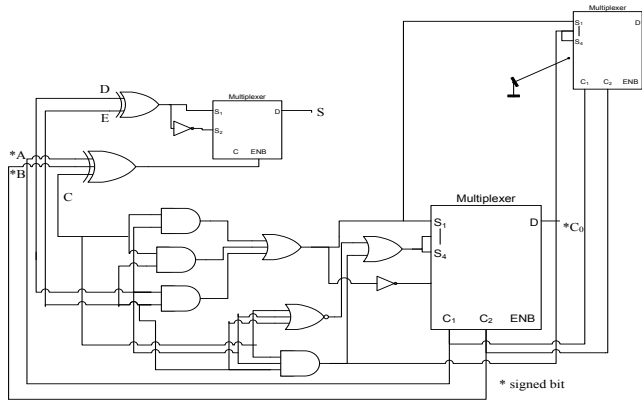 Multiplexer
S1
S4
D
C1 C2 ENB
D
E
Multiplexer
S1
S2
D
C ENB
S
*A
*B
C
Multiplexer
S1
S4
D
C1 C2 ENB
*C0
* signed bit